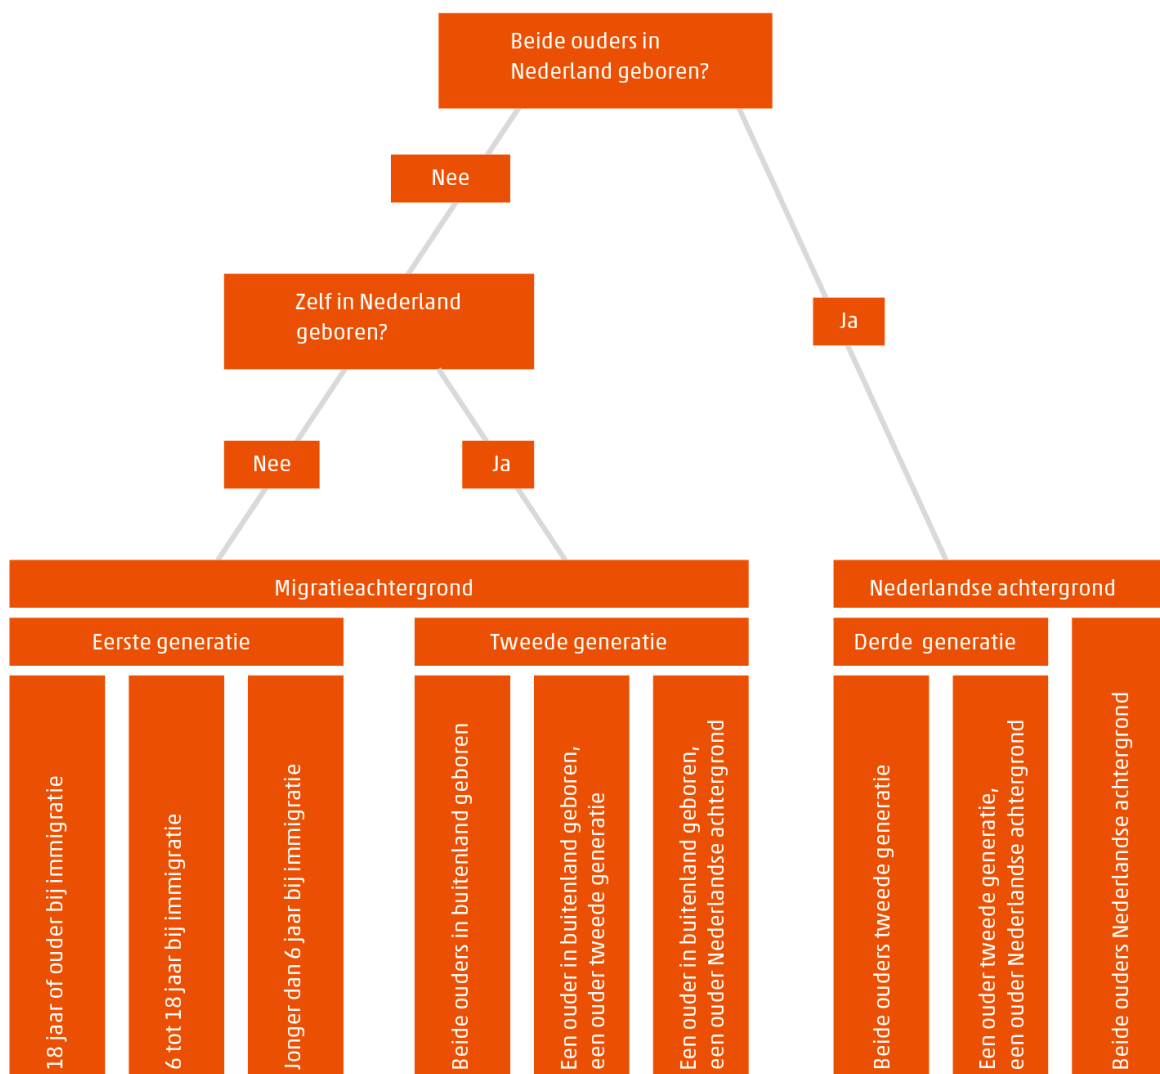 Beide ouders in
Nederland geboren?
Nee
Zelf in Nederland
geboren?
Ja
Nee
Ja
Migratieachtergrond
Nederlandse achtergrond
Eerste generatie
Tweede generatie
Derde generatie
18 jaar of ouder bij immigratie
6 tot 18 jaar bij immigratie
Jonger dan 6 jaar bij immigratie
Beide ouders in buitenland geboren
Een ouder in buitenland geboren,
een ouder tweede generatie
Een ouder in buitenland geboren,
een ouder Nederlandse achtergrond
Beide ouders tweede generatie
Een ouder tweede generatie,
een ouder Nederlandse achtergrond
Beide ouders Nederlandse achtergrond